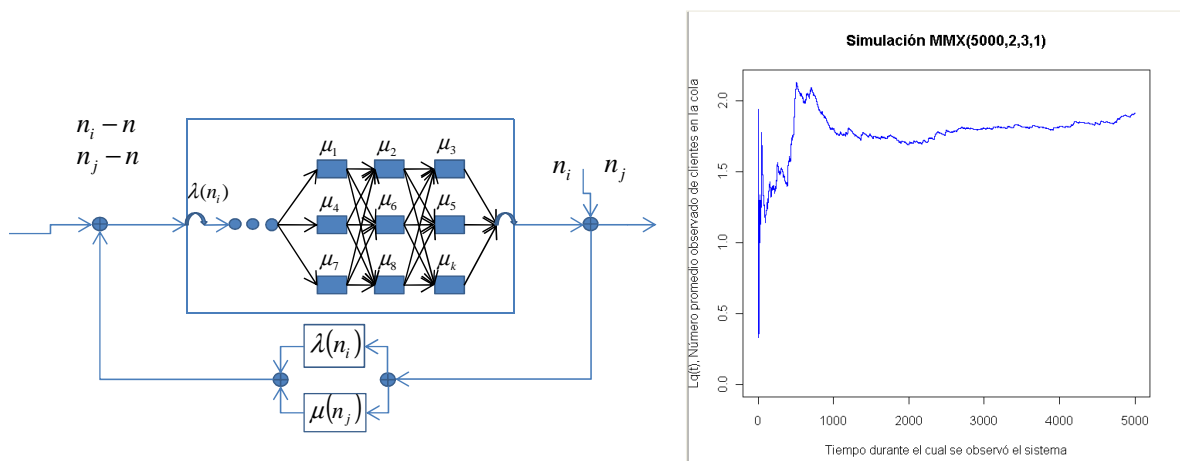 n_i − n
n_j − n
λ(n_i)
μ_1 μ_2 μ_3
μ_4 μ_6 μ_5
μ_7 μ_8 μ_k
n_i n_j
λ(n_i)
μ(n_j)
Simulación MMX(5000,2,3,1)
Lq(t), Número promedio observado de clientes en la cola
2.0
1.5
1.0
0.5
0.0
0 1000 2000 3000 4000 5000
Tiempo durante el cual se observó el sistema